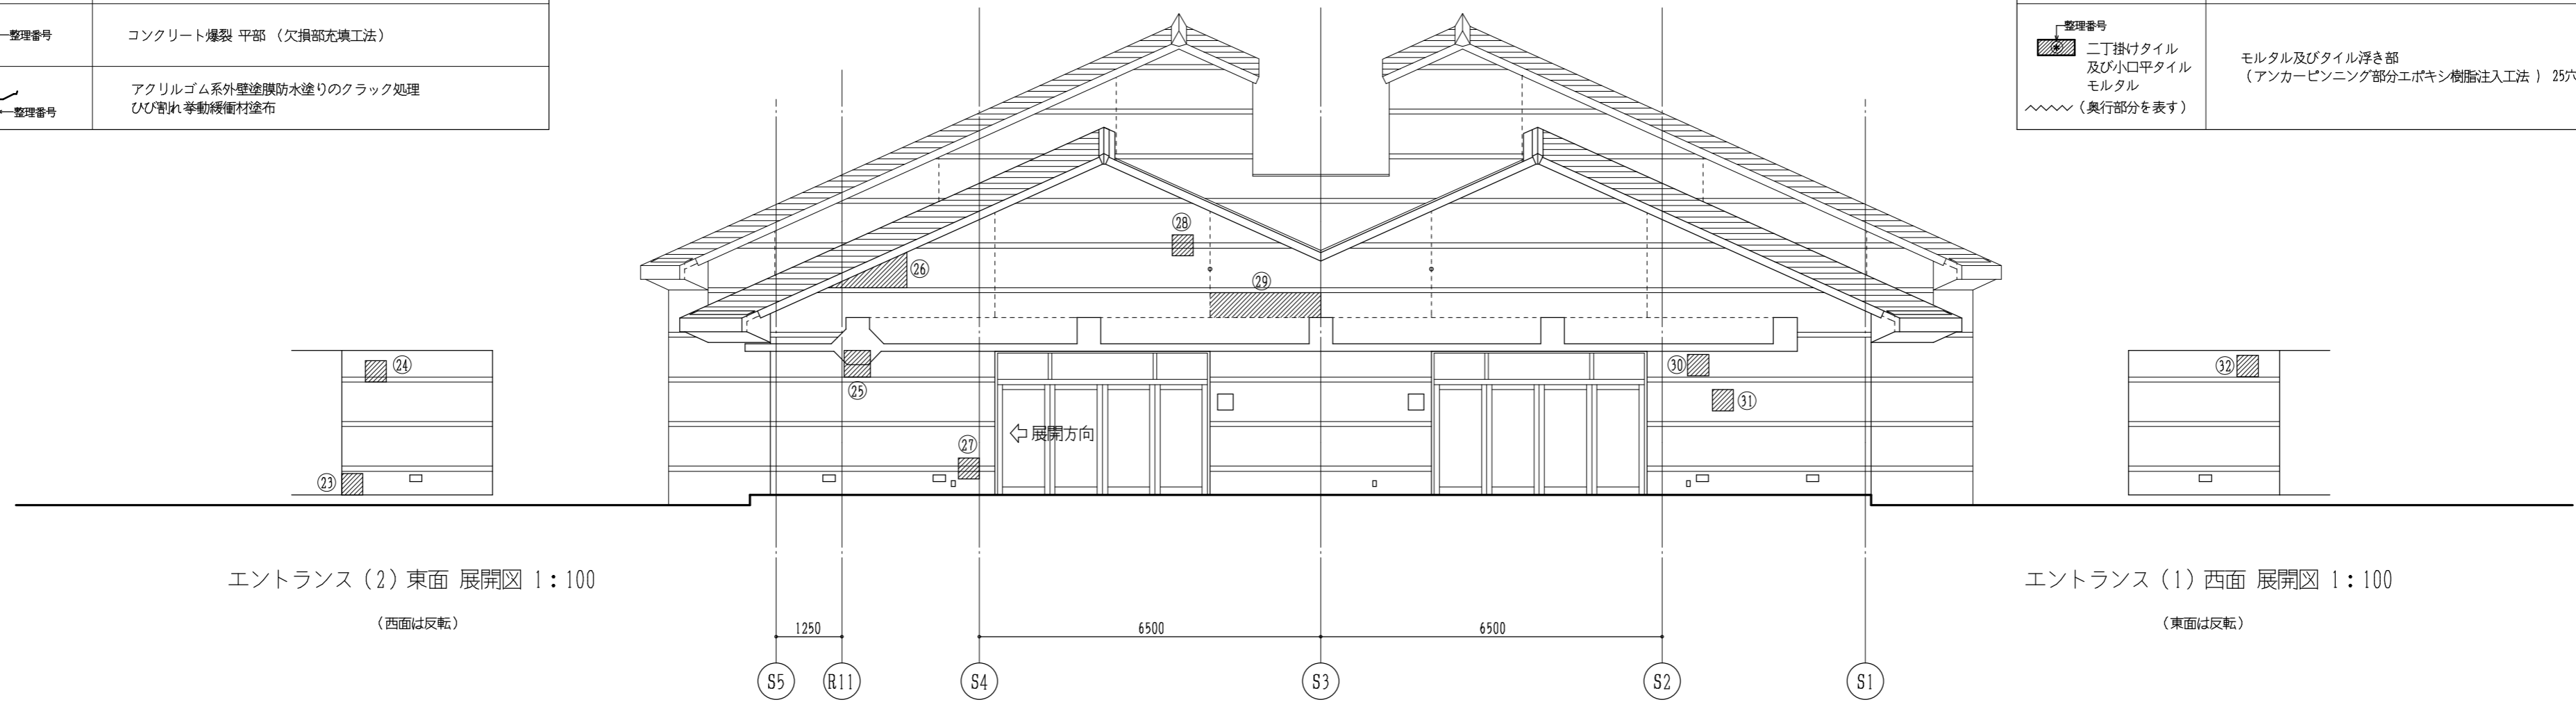 整理番号
コンクリート爆裂 平部 (欠損部充填工法)
整理番号
アクリルゴム系外壁塗膜防水塗りのクラック処理
ひび割れ挙動緩衝材塗布
整理番号
二丁掛けタイル
及び小口平タイル
モルタル
(奥行部分を表す)
モルタル及びタイル浮き部
(アンカーピンニング部分エポキシ樹脂注入工法 ) 25穴
㉘
㉖
㉙
㉔
㉕
㉚
㉜
㉛
㉗
展開方向
㉓
エントランス(2)東面 展開図 1:100
(西面は反転)
エントランス(1)西面 展開図 1:100
(東面は反転)
1250
6500
6500
S5
R11
S4
S3
S2
S1